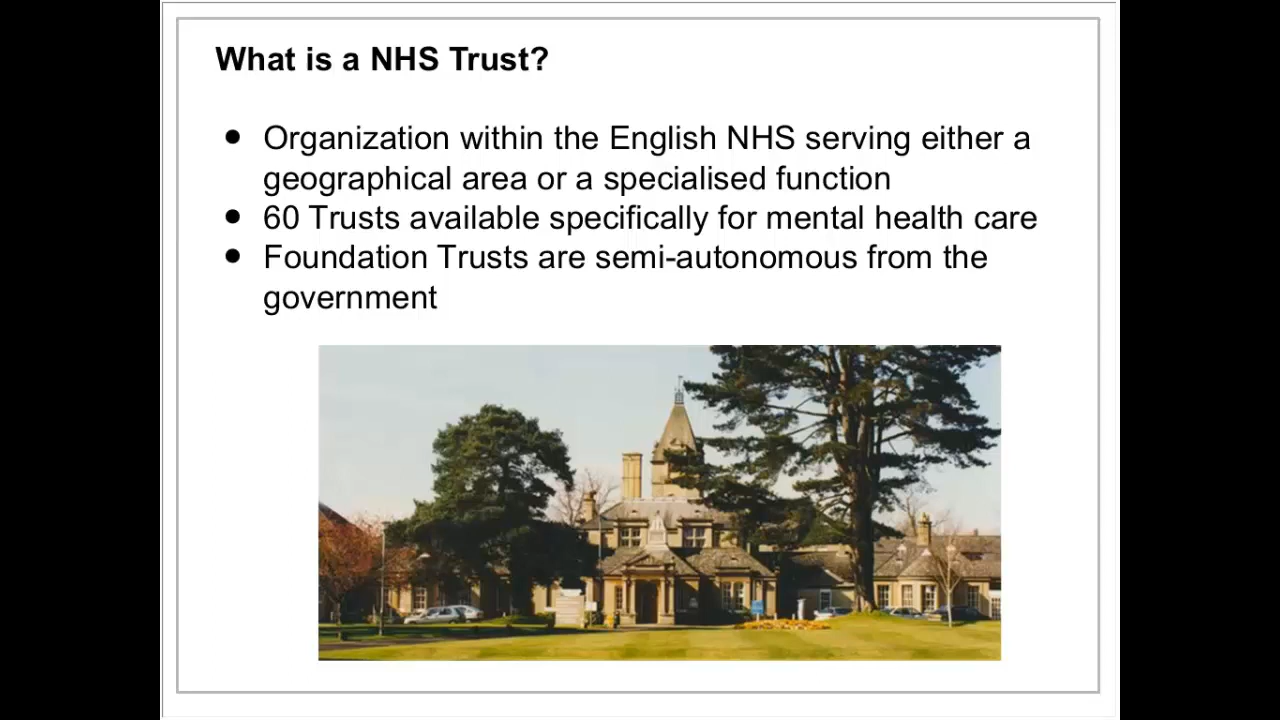 What is a NHS Trust?
● Organization within the English NHS serving either a
geographical area or a specialised function
● 60 Trusts available specifically for mental health care
● Foundation Trusts are semi-autonomous from the
government